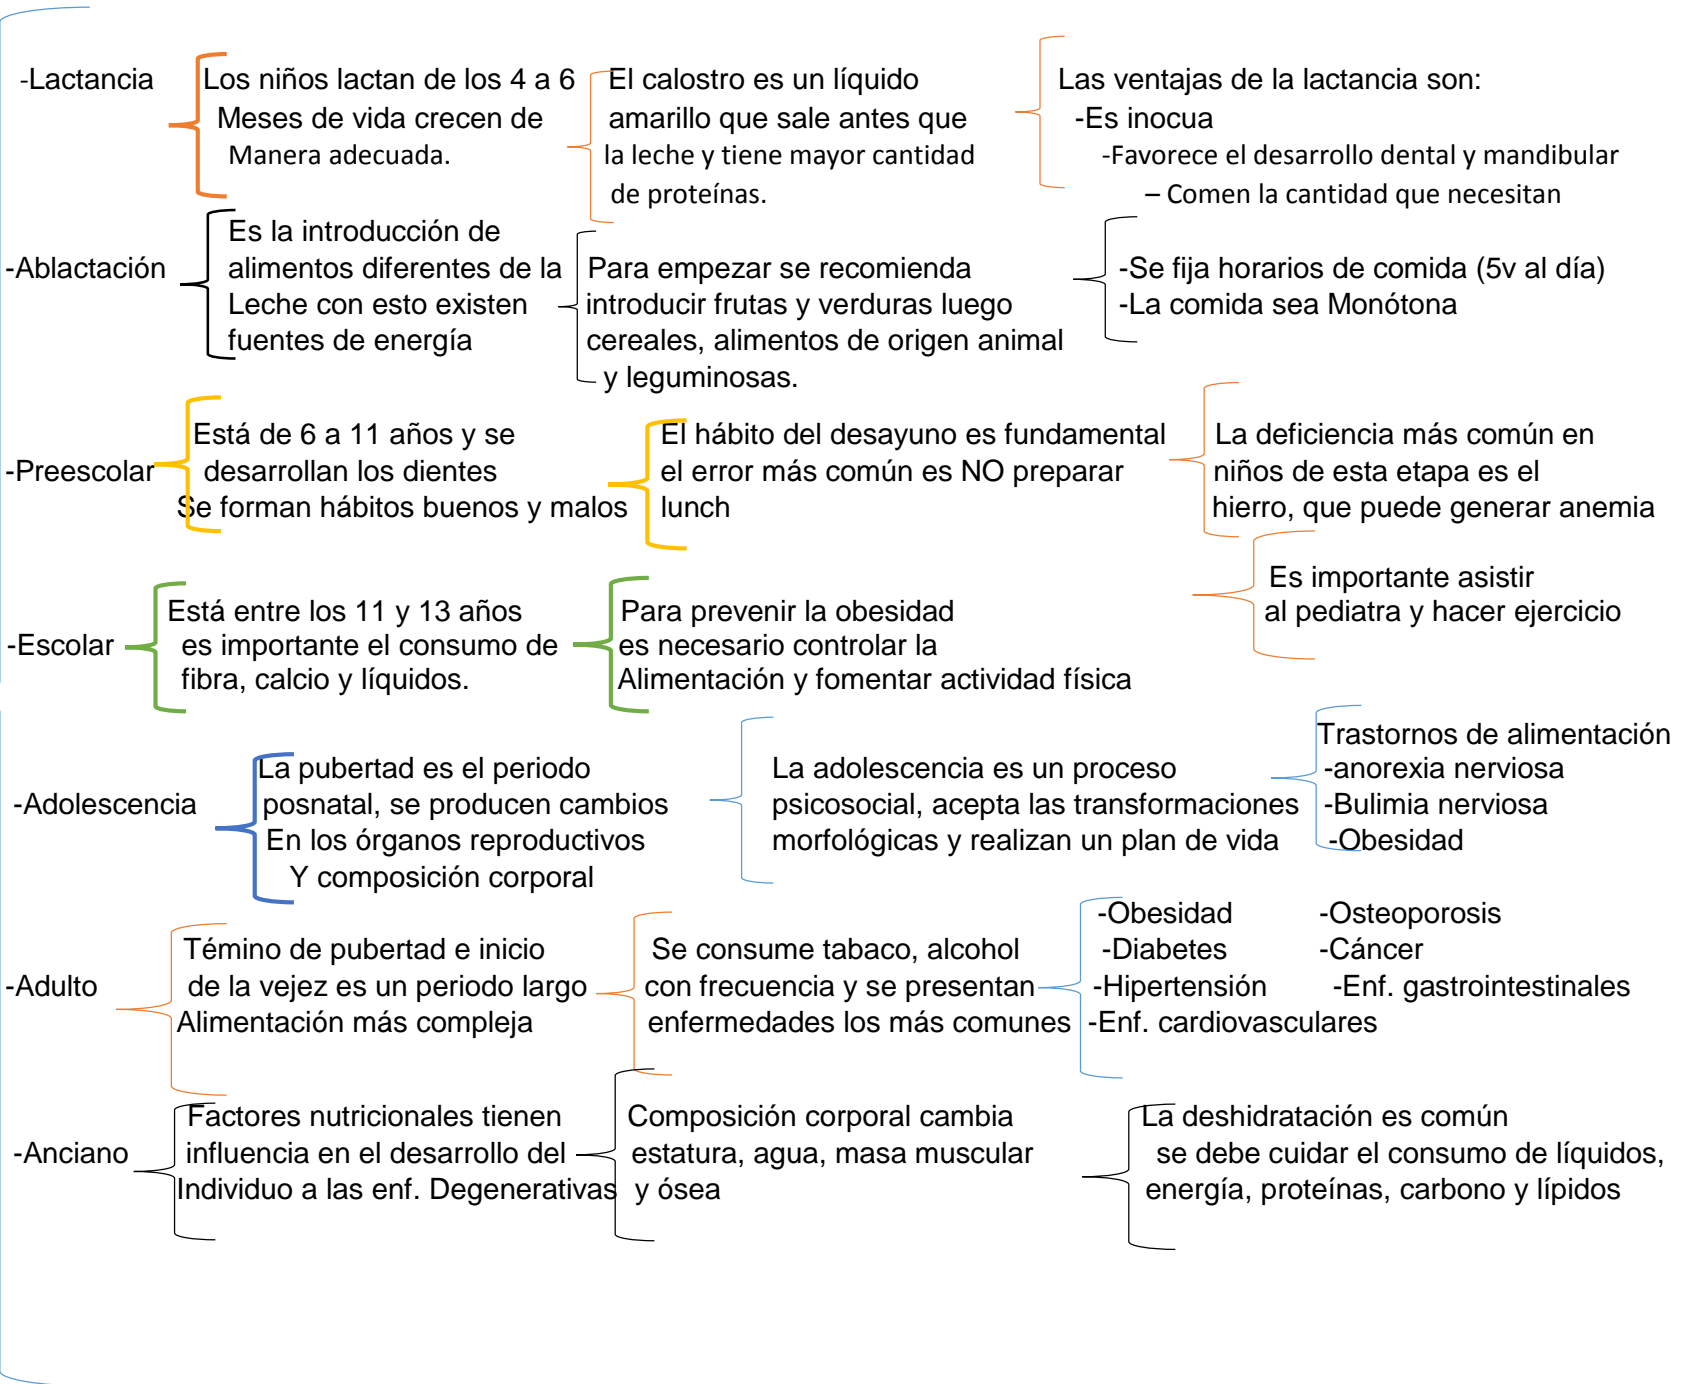 -Lactancia
Los niños lactan de los 4 a 6
Meses de vida crecen de
Manera adecuada.
El calostro es un líquido
amarillo que sale antes que
la leche y tiene mayor cantidad
de proteínas.
Las ventajas de la lactancia son:
-Es inocua
-Favorece el desarrollo dental y mandibular
– Comen la cantidad que necesitan
-Ablactación
Es la introducción de
alimentos diferentes de la
Leche con esto existen
fuentes de energía
Para empezar se recomienda
introducir frutas y verduras luego
cereales, alimentos de origen animal
y leguminosas.
-Se fija horarios de comida (5v al día)
-La comida sea Monótona
-Preescolar
Está de 6 a 11 años y se
desarrollan los dientes
Se forman hábitos buenos y malos
El hábito del desayuno es fundamental
el error más común es NO preparar
lunch
La deficiencia más común en
niños de esta etapa es el
hierro, que puede generar anemia
-Escolar
Está entre los 11 y 13 años
es importante el consumo de
fibra, calcio y líquidos.
Para prevenir la obesidad
es necesario controlar la
Alimentación y fomentar actividad física
Es importante asistir
al pediatra y hacer ejercicio
-Adolescencia
La pubertad es el periodo
posnatal, se producen cambios
En los órganos reproductivos
Y composición corporal
La adolescencia es un proceso
psicosocial, acepta las transformaciones
morfológicas y realizan un plan de vida
Trastornos de alimentación
-anorexia nerviosa
-Bulimia nerviosa
-Obesidad
-Adulto
Témino de pubertad e inicio
de la vejez es un periodo largo
Alimentación más compleja
Se consume tabaco, alcohol
con frecuencia y se presentan
enfermedades los más comunes
-Obesidad -Osteoporosis
-Diabetes -Cáncer
-Hipertensión -Enf. gastrointestinales
-Enf. cardiovasculares
-Anciano
Factores nutricionales tienen
influencia en el desarrollo del
Individuo a las enf. Degenerativas
Composición corporal cambia
estatura, agua, masa muscular
y ósea
La deshidratación es común
se debe cuidar el consumo de líquidos,
energía, proteínas, carbono y lípidos